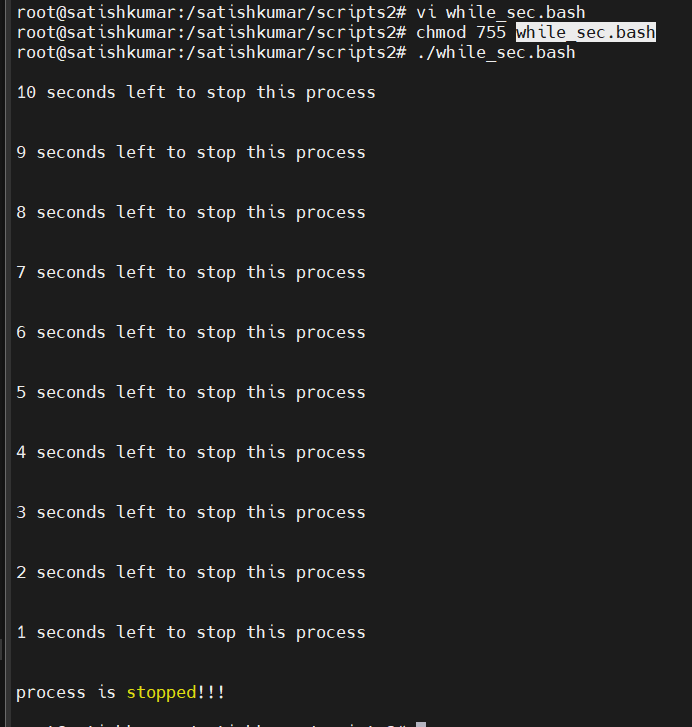 root@satishkumar:/satishkumar/scripts2# vi while_sec.bash
root@satishkumar:/satishkumar/scripts2# chmod 755 while_sec.bash
root@satishkumar:/satishkumar/scripts2# ./while_sec.bash
10 seconds left to stop this process
9 seconds left to stop this process
8 seconds left to stop this process
7 seconds left to stop this process
6 seconds left to stop this process
5 seconds left to stop this process
4 seconds left to stop this process
3 seconds left to stop this process
2 seconds left to stop this process
1 seconds left to stop this process
process is stopped!!!